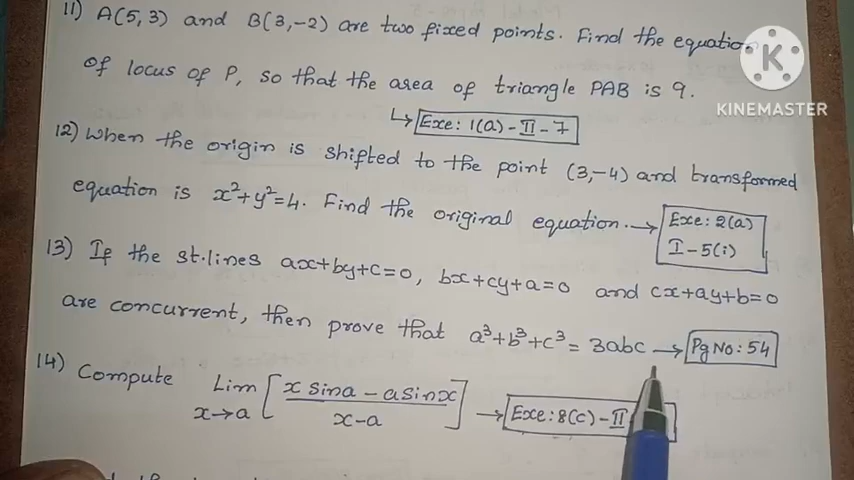 11) A(5,3) and B(3,-2) are two fixed points. Find the equation
of locus of P, so that the area of triangle PAB is 9.
↳ Exe: 1(a)-II-7
12) When the origin is shifted to the point (3,-4) and transformed
equation is x²+y²=4. Find the original equation. → Exe: 2(a)
I-5(i)
13) If the st.lines ax+by+c=0, bx+cy+a=0 and cx+ay+b=0
are concurrent, then prove that a³+b³+c³=3abc → Pg No: 54
14) Compute Lim x→a [x sina - a sinx / x-a] → Exe: 8(c)-II
K
KINEMASTER